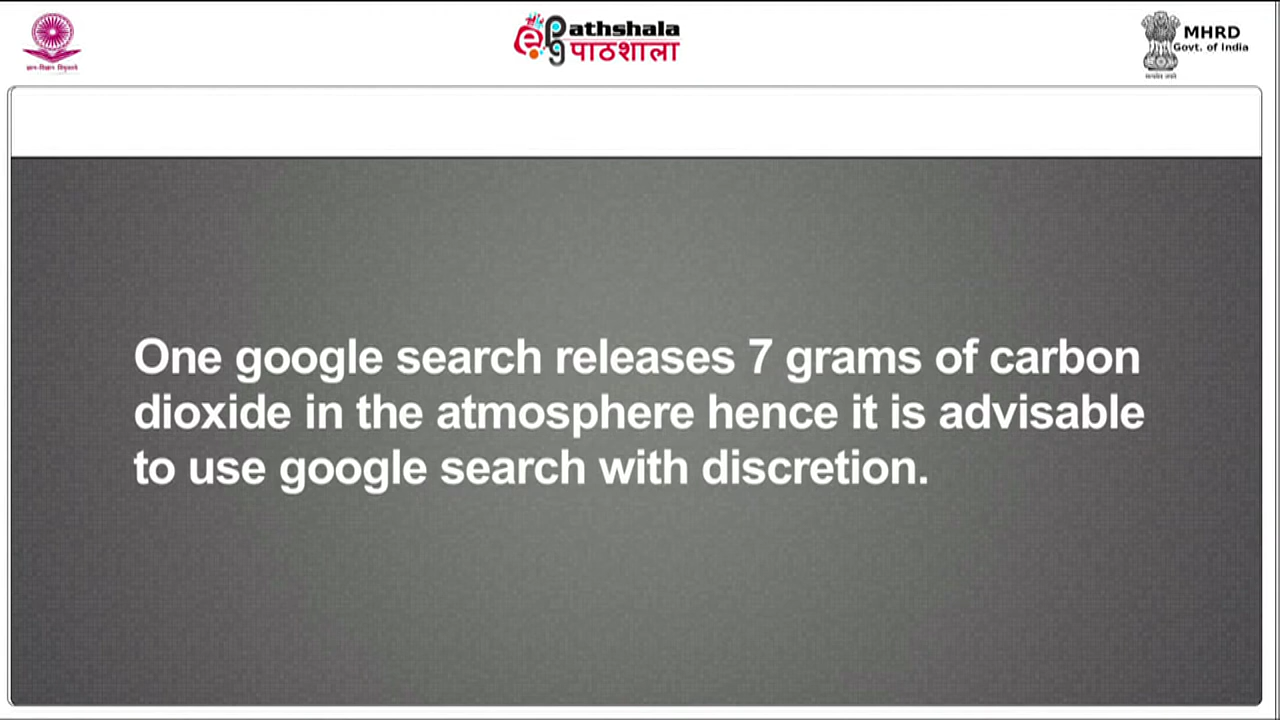 ePG Pathshala
पाठशाला
MHRD
Govt. of India
One google search releases 7 grams of carbon
dioxide in the atmosphere hence it is advisable
to use google search with discretion.